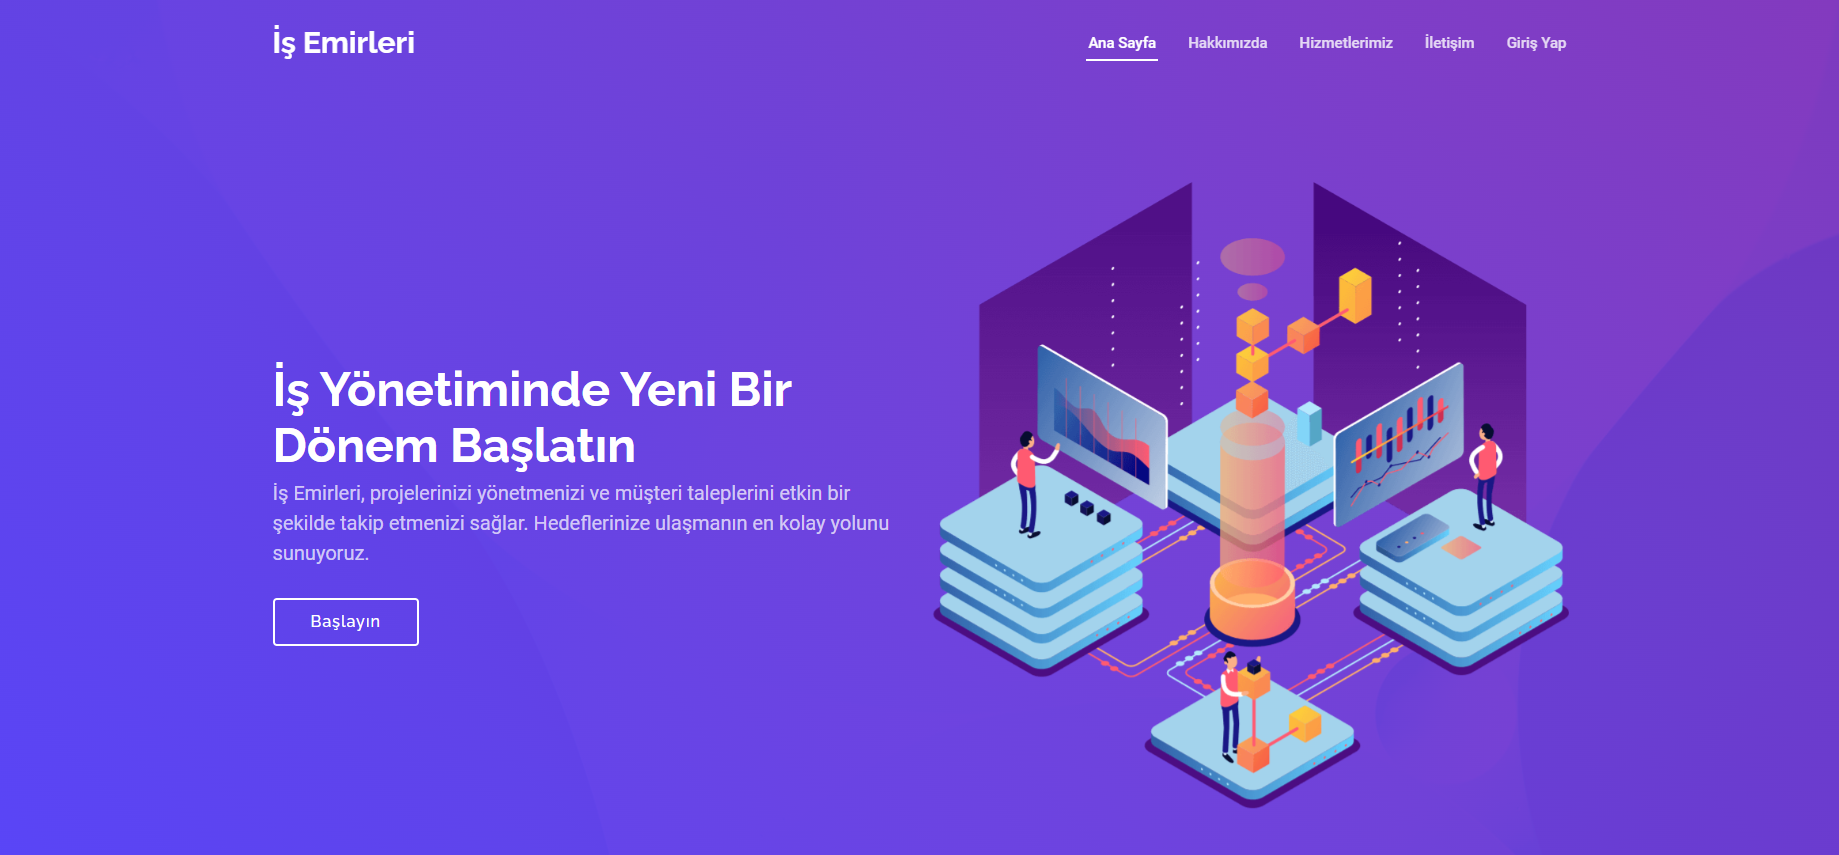 İş Emirleri
Ana Sayfa
Hakkımızda
Hizmetlerimiz
İletişim
Giriş Yap
İş Yönetiminde Yeni Bir
Dönem Başlatın
İş Emirleri, projelerinizi yönetmenizi ve müşteri taleplerini etkin bir
şekilde takip etmenizi sağlar. Hedeflerinize ulaşmanın en kolay yolunu
sunuyoruz.
Başlayın